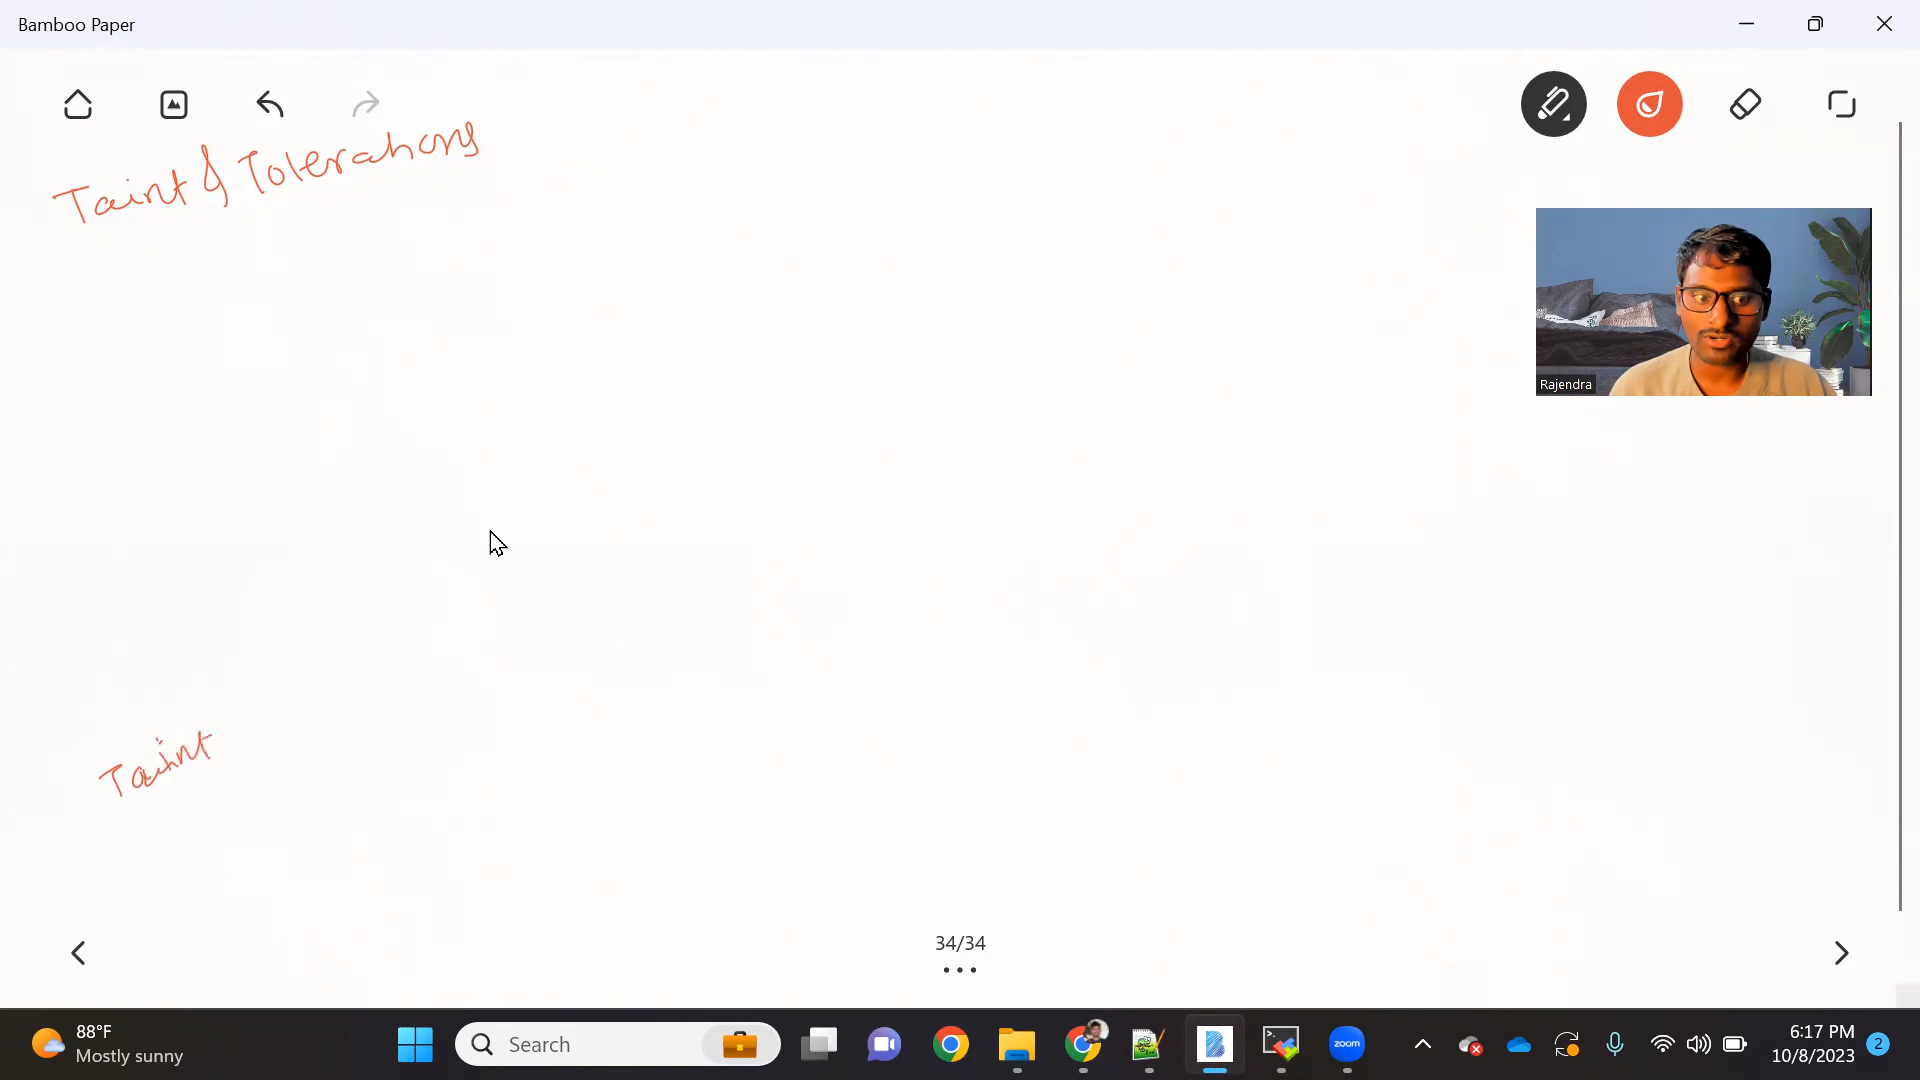 Bamboo Paper
Taint & Tolerations
Rajendra
Taint
34/34
88°F
Mostly sunny
Search
zoom
6:17 PM
10/8/2023
2